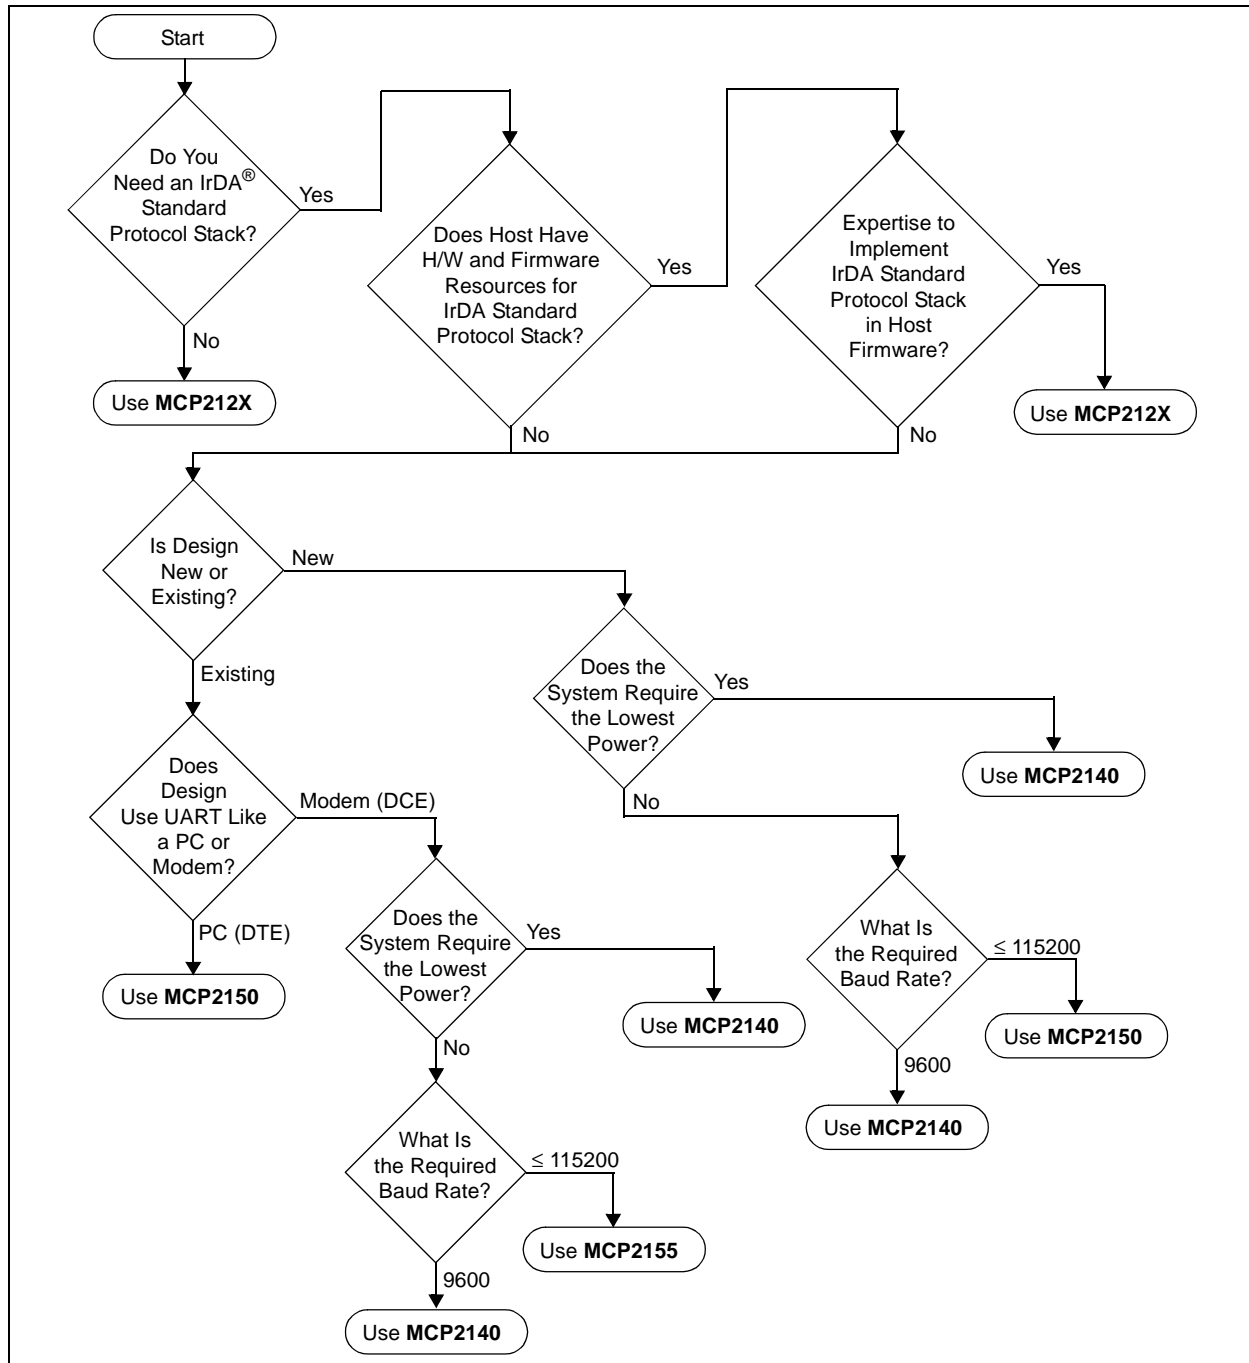 Start
Do You
Need an IrDA®
Standard
Protocol Stack?
Yes
No
Use MCP212X
Does Host Have
H/W and Firmware
Resources for
IrDA Standard
Protocol Stack?
Yes
No
Expertise to
Implement
IrDA Standard
Protocol Stack
in Host
Firmware?
Yes
No
Use MCP212X
Is Design
New or
Existing?
New
Existing
Does the
System Require
the Lowest
Power?
Yes
No
Use MCP2140
Does
Design
Use UART Like
a PC or
Modem?
Modem (DCE)
PC (DTE)
Use MCP2150
Does the
System Require
the Lowest
Power?
Yes
No
Use MCP2140
What Is
the Required
Baud Rate?
≤ 115200
9600
Use MCP2150
Use MCP2140
What Is
the Required
Baud Rate?
≤ 115200
9600
Use MCP2155
Use MCP2140